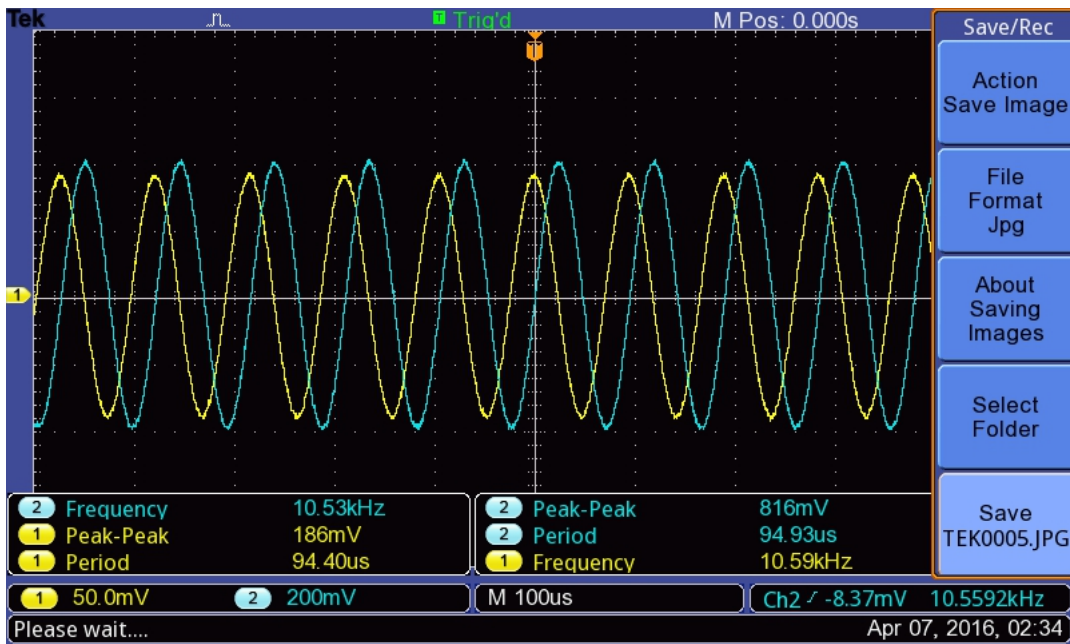 Tek T Trig'd M Pos: 0.000s
T
1
2 Frequency 10.53kHz
1 Peak-Peak 186mV
1 Period 94.40us
2 Peak-Peak 816mV
2 Period 94.93us
1 Frequency 10.59kHz
1 50.0mV 2 200mV M 100us Ch2 -8.37mV 10.5592kHz
Please wait.... Apr 07, 2016, 02:34
Save/Rec
Action
Save Image
File
Format
Jpg
About
Saving
Images
Select
Folder
Save
TEK0005.JPG